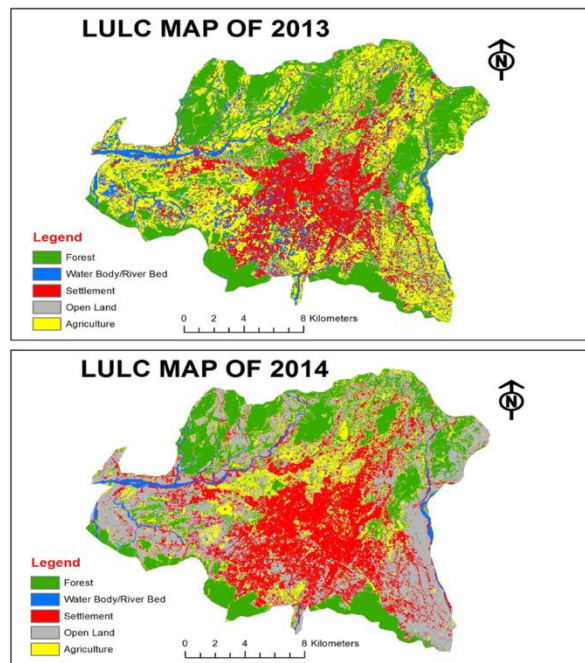 LULC MAP OF 2013
N
Legend
Forest
Water Body/River Bed
Settlement
Open Land
Agriculture
0 2 4 6 8 Kilometers
LULC MAP OF 2014
N
Legend
Forest
Water Body/River Bed
Settlement
Open Land
Agriculture
0 2 4 6 8 Kilometers